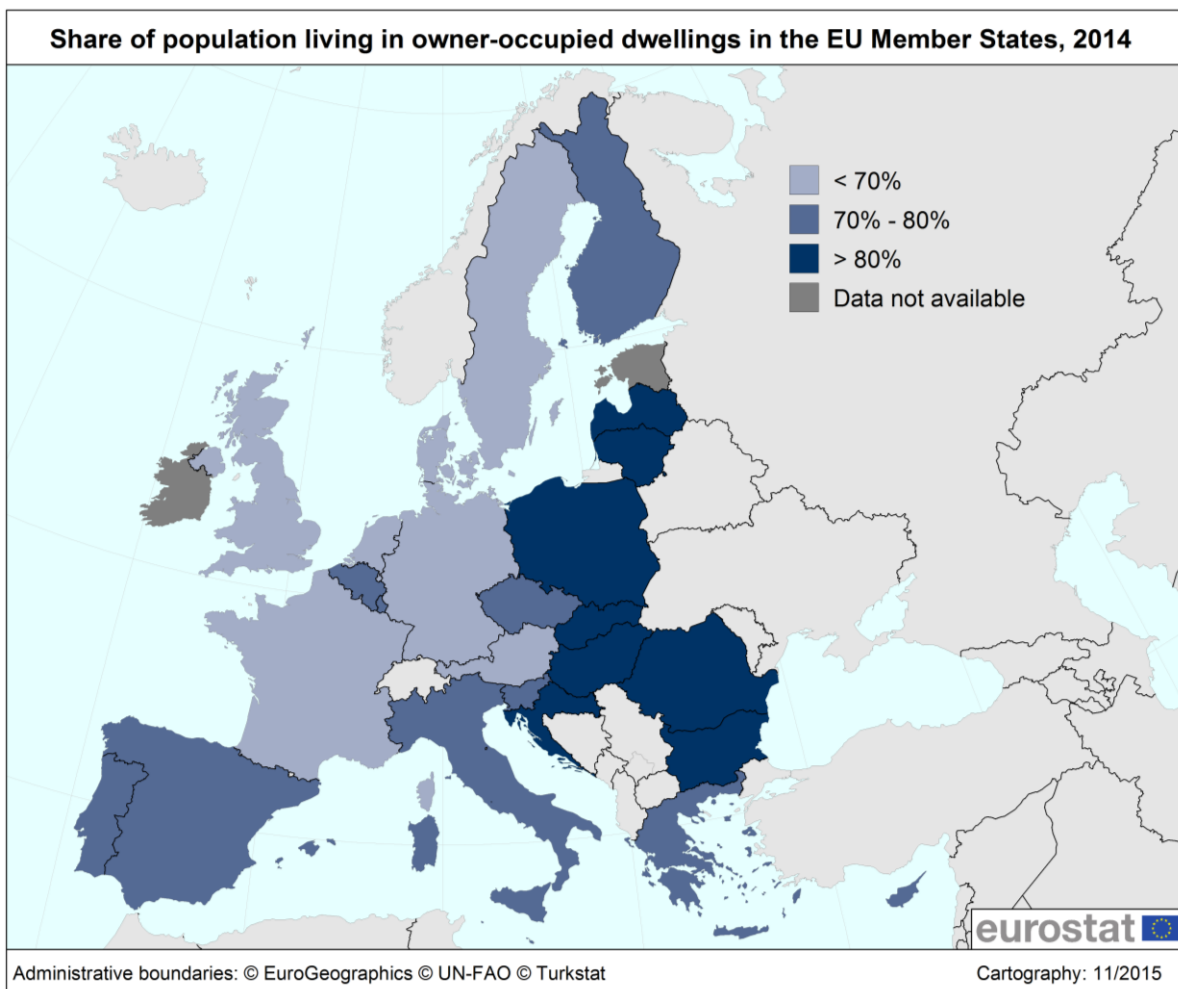 Share of population living in owner-occupied dwellings in the EU Member States, 2014
< 70%
70% - 80%
> 80%
Data not available
eurostat
Administrative boundaries: © EuroGeographics © UN-FAO © Turkstat
Cartography: 11/2015